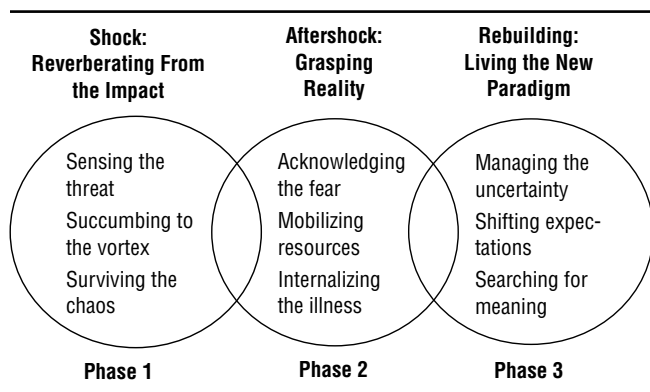 Shock:
Reverberating From
the Impact
Aftershock:
Grasping
Reality
Rebuilding:
Living the New
Paradigm
Sensing the
threat
Succumbing to
the vortex
Surviving the
chaos
Acknowledging
the fear
Mobilizing
resources
Internalizing
the illness
Managing the
uncertainty
Shifting expec-
tations
Searching for
meaning
Phase 1
Phase 2
Phase 3